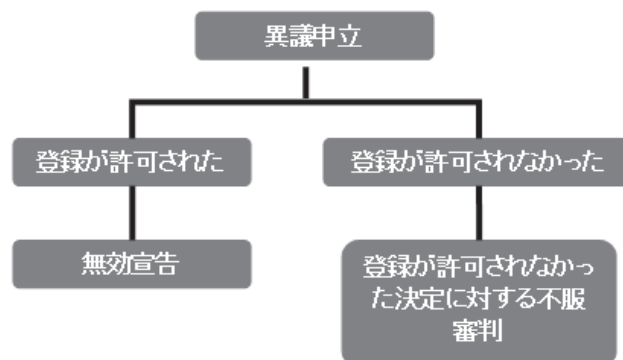 異議申立
登録が許可された
登録が許可されなかった
無効宣告
登録が許可されなかっ
た決定に対する不服
審判